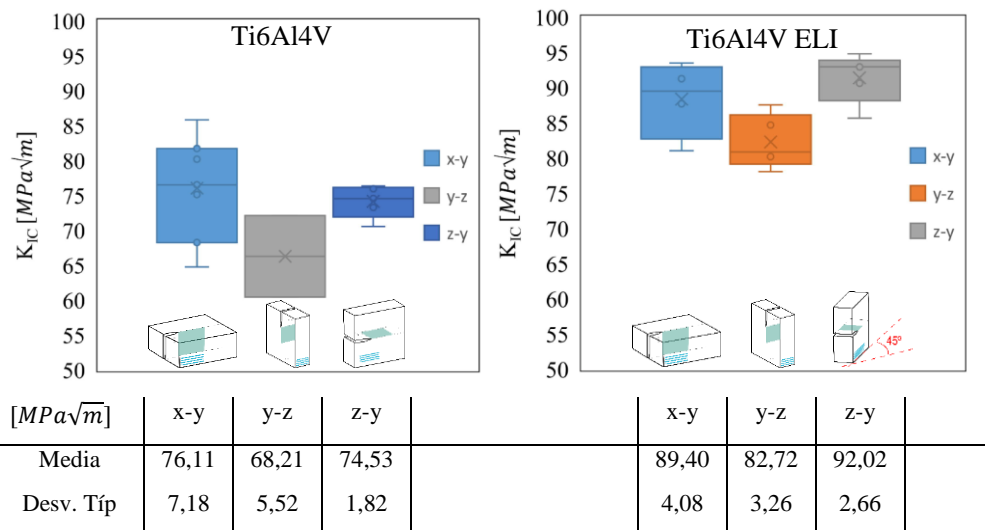 Ti6Al4V
K_IC [MPa√m]
100
95
90
85
80
75
70
65
60
55
50
x-y
y-z
z-y
Ti6Al4V ELI
K_IC [MPa√m]
100
95
90
85
80
75
70
65
60
55
50
x-y
y-z
z-y
45º
[MPa√m] x-y y-z z-y x-y y-z z-y
Media 76,11 68,21 74,53 89,40 82,72 92,02
Desv. Típ 7,18 5,52 1,82 4,08 3,26 2,66